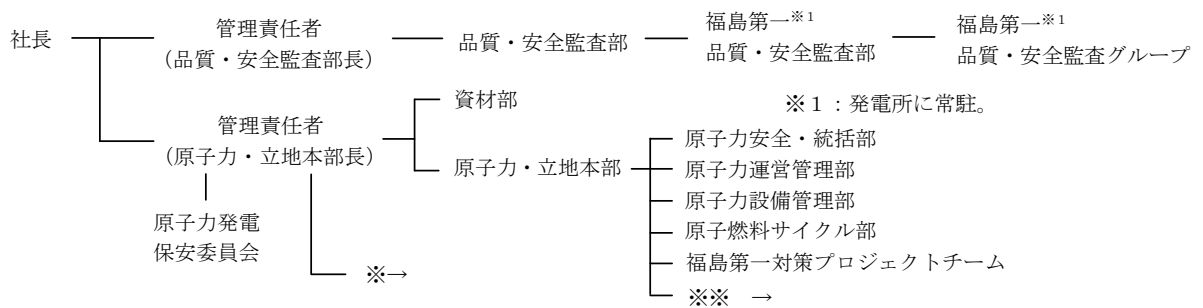 社長
管理責任者
(品質・安全監査部長)
品質・安全監査部
福島第一※1
品質・安全監査部
福島第一※1
品質・安全監査グループ
※1:発電所に常駐。
管理責任者
(原子力・立地本部長)
資材部
原子力・立地本部
原子力安全・統括部
原子力運営管理部
原子力設備管理部
原子燃料サイクル部
福島第一対策プロジェクトチーム
※※ →
原子力発電
保安委員会
※→